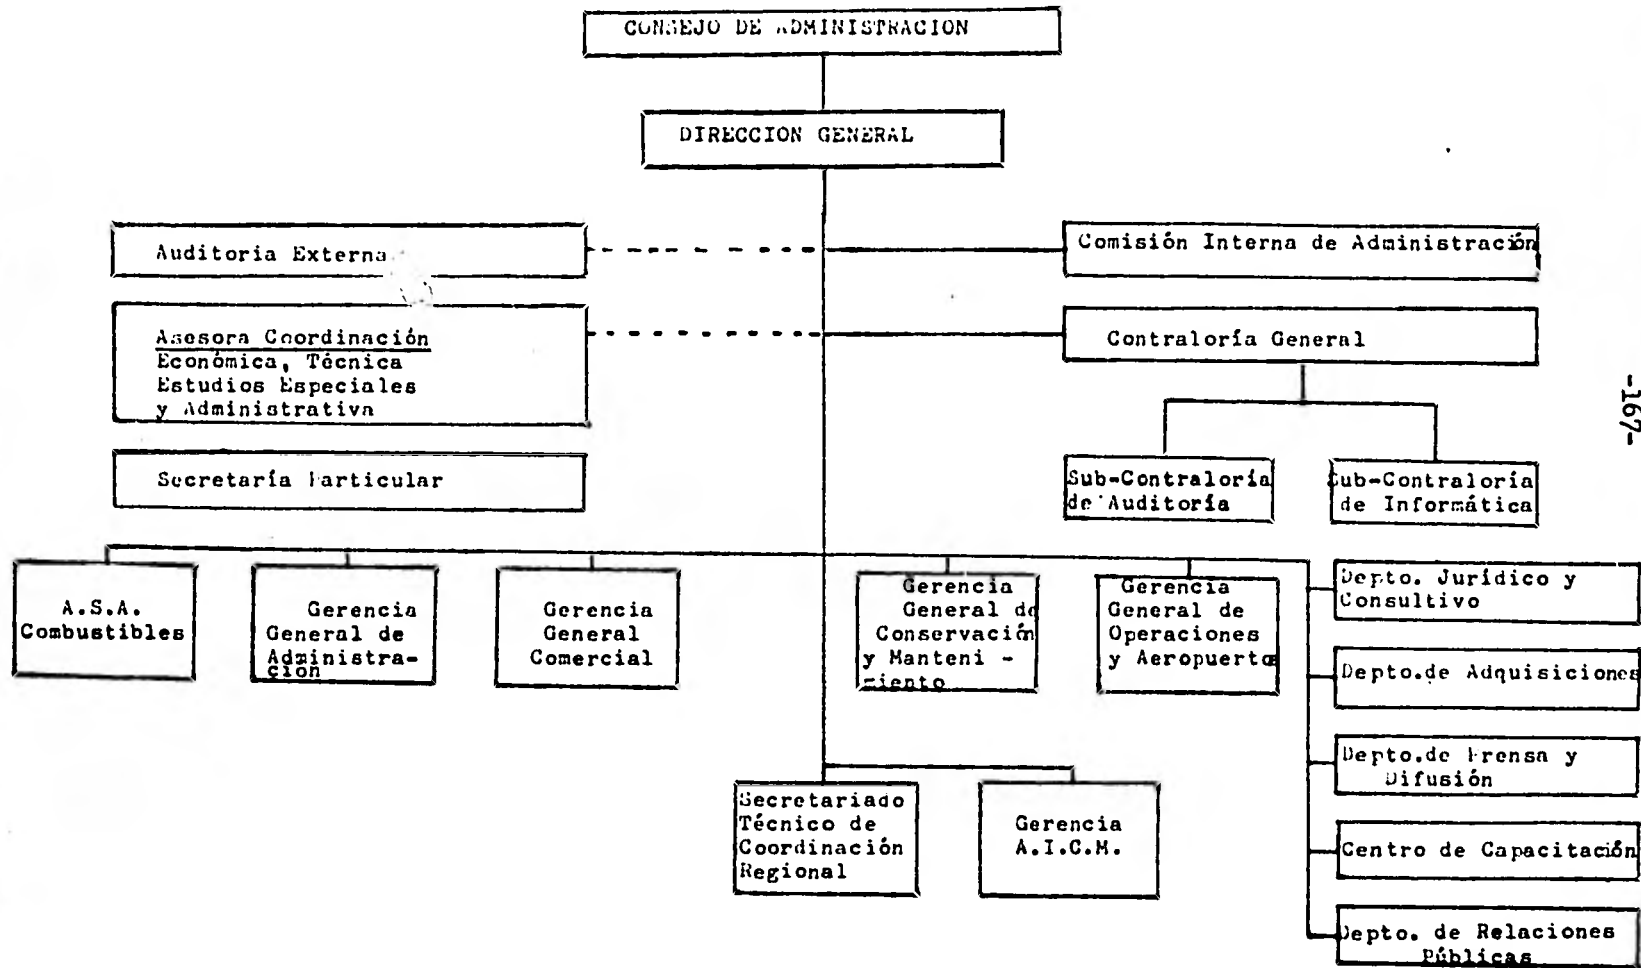 CONSEJO DE ADMINISTRACION
DIRECCION GENERAL
Auditoria Externa
Comisión Interna de Administración
Asesora Coordinación
Económica, Técnica
Estudios Especiales
y Administrativa
Contraloría General
-167-
Secretaría Particular
Sub-Contraloría
de Auditoría
Sub-Contraloría
de Informática
A.S.A.
Combustibles
Gerencia
General de
Administra-
ción
Gerencia
General
Comercial
Gerencia
General de
Conservación
y Manteni -
miento
Gerencia
General de
Operaciones
y Aeropuertos
Depto. Jurídico y
Consultivo
Depto.de Adquisiciones
Depto.de Prensa y
Difusión
Centro de Capacitación
Depto. de Relaciones
Públicas
Secretariado
Técnico de
Coordinación
Regional
Gerencia
A.I.C.M.